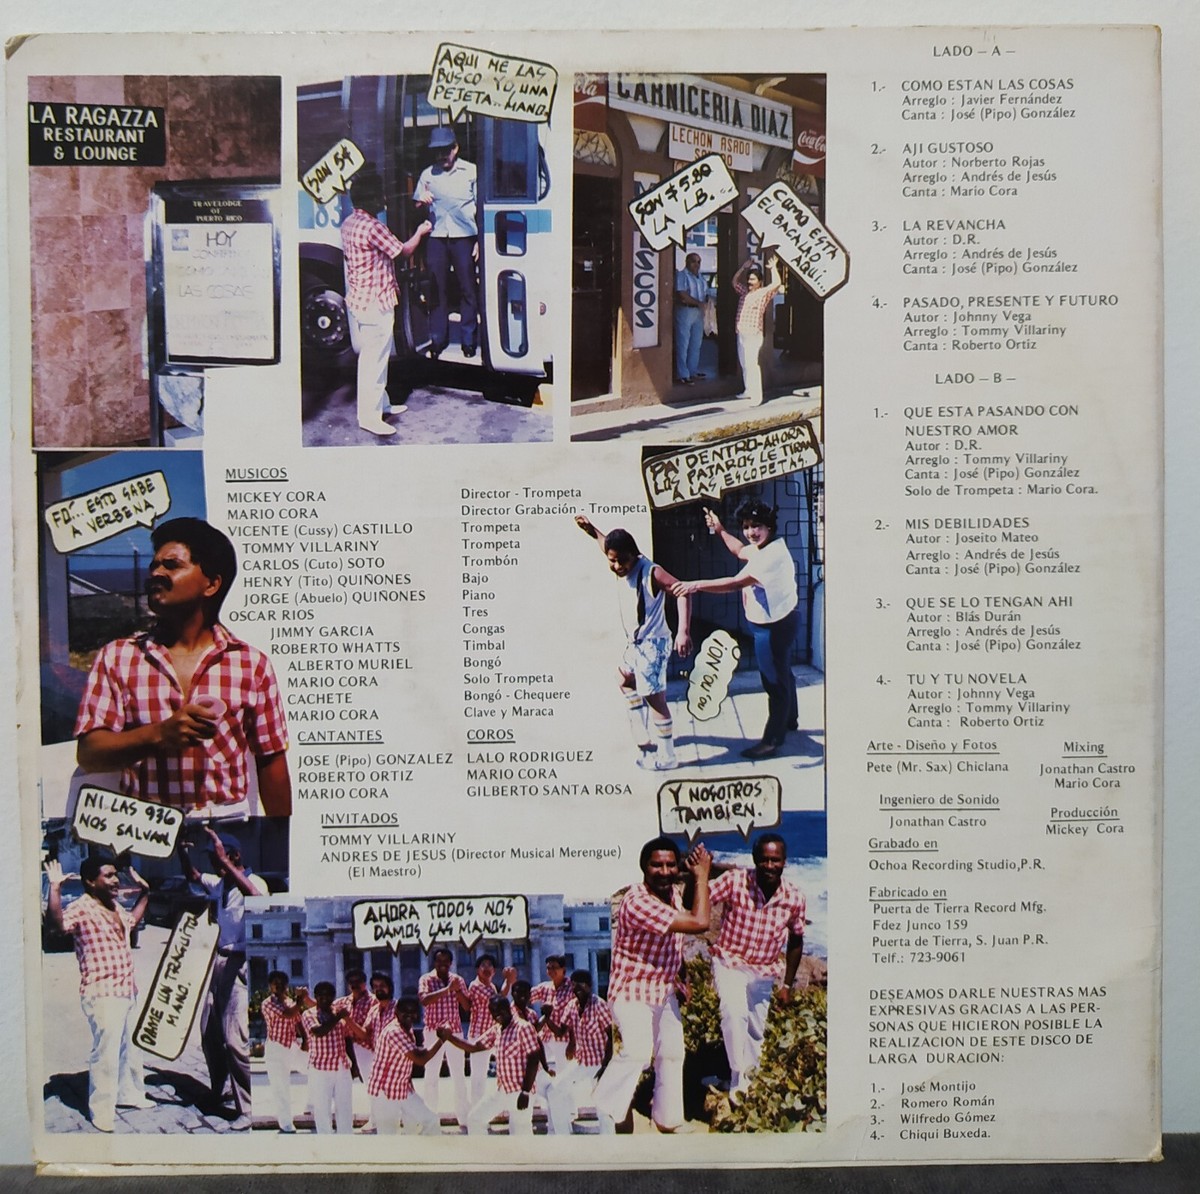 LA RAGAZZA
RESTAURANT
& LOUNGE
TRAVELODGE
OF
PUERTO RICO
HOY
LAS COSAS
SON 5¢
AQUI ME LAS
BUSCO YO, UNA
PEJETA.. MANO.
83
CARNICERIA DIAZ
LECHON ASADO
Coca-Cola
SON $5.80
LA LB...
COMO ESTA
EL BACALAO
AQUÍ...
FO... ESTO SABE
A VERBENA
PA' DENTRO-AHORA
LOS PAJAROS LE TIRAN
A LAS ESCOPETAS.
MUSICOS
MICKEY CORA Director - Trompeta
MARIO CORA Director Grabación - Trompeta
VICENTE (Cussy) CASTILLO Trompeta
TOMMY VILLARINY Trompeta
CARLOS (Cuto) SOTO Trombón
HENRY (Tito) QUIÑONES Bajo
JORGE (Abuelo) QUIÑONES Piano
OSCAR RIOS Tres
JIMMY GARCIA Congas
ROBERTO WHATTS Timbal
ALBERTO MURIEL Bongó
MARIO CORA Solo Trompeta
CACHETE Bongó - Chequere
MARIO CORA Clave y Maraca
CANTANTES
JOSE (Pipo) GONZALEZ
ROBERTO ORTIZ
MARIO CORA
COROS
LALO RODRIGUEZ
MARIO CORA
GILBERTO SANTA ROSA
INVITADOS
TOMMY VILLARINY
ANDRES DE JESUS (Director Musical Merengue)
(El Maestro)
NI LAS 936
NOS SALVAN
DAME UN TRAGUITO
MANO.
AHORA TODOS NOS
DAMOS LAS MANOS.
Y NOSOTROS
TAMBIEN.
LADO – A –
1.- COMO ESTAN LAS COSAS
Arreglo : Javier Fernández
Canta : José (Pipo) González
2.- AJI GUSTOSO
Autor : Norberto Rojas
Arreglo : Andrés de Jesús
Canta : Mario Cora
3.- LA REVANCHA
Autor : D.R.
Arreglo : Andrés de Jesús
Canta : José (Pipo) González
4.- PASADO, PRESENTE Y FUTURO
Autor : Johnny Vega
Arreglo : Tommy Villariny
Canta : Roberto Ortiz
LADO – B –
1.- QUE ESTA PASANDO CON
NUESTRO AMOR
Autor : D.R.
Arreglo : Tommy Villariny
Canta : José (Pipo) González
Solo de Trompeta : Mario Cora.
2.- MIS DEBILIDADES
Autor : Joseito Mateo
Arreglo : Andrés de Jesús
Canta : José (Pipo) González
3.- QUE SE LO TENGAN AHI
Autor : Blás Durán
Arreglo : Andrés de Jesús
Canta : José (Pipo) González
4.- TU Y TU NOVELA
Autor : Johnny Vega
Arreglo : Tommy Villariny
Canta : Roberto Ortiz
Arte - Diseño y Fotos
Pete (Mr. Sax) Chiclana
Mixing
Jonathan Castro
Mario Cora
Ingeniero de Sonido
Jonathan Castro
Producción
Mickey Cora
Grabado en
Ochoa Recording Studio,P.R.
Fabricado en
Puerta de Tierra Record Mfg.
Fdez Junco 159
Puerta de Tierra, S. Juan P.R.
Telf.: 723-9061
DESEAMOS DARLE NUESTRAS MAS
EXPRESIVAS GRACIAS A LAS PER-
SONAS QUE HICIERON POSIBLE LA
REALIZACION DE ESTE DISCO DE
LARGA DURACION:
1.- José Montijo
2.- Romero Román
3.- Wilfredo Gómez
4.- Chiqui Buxeda.